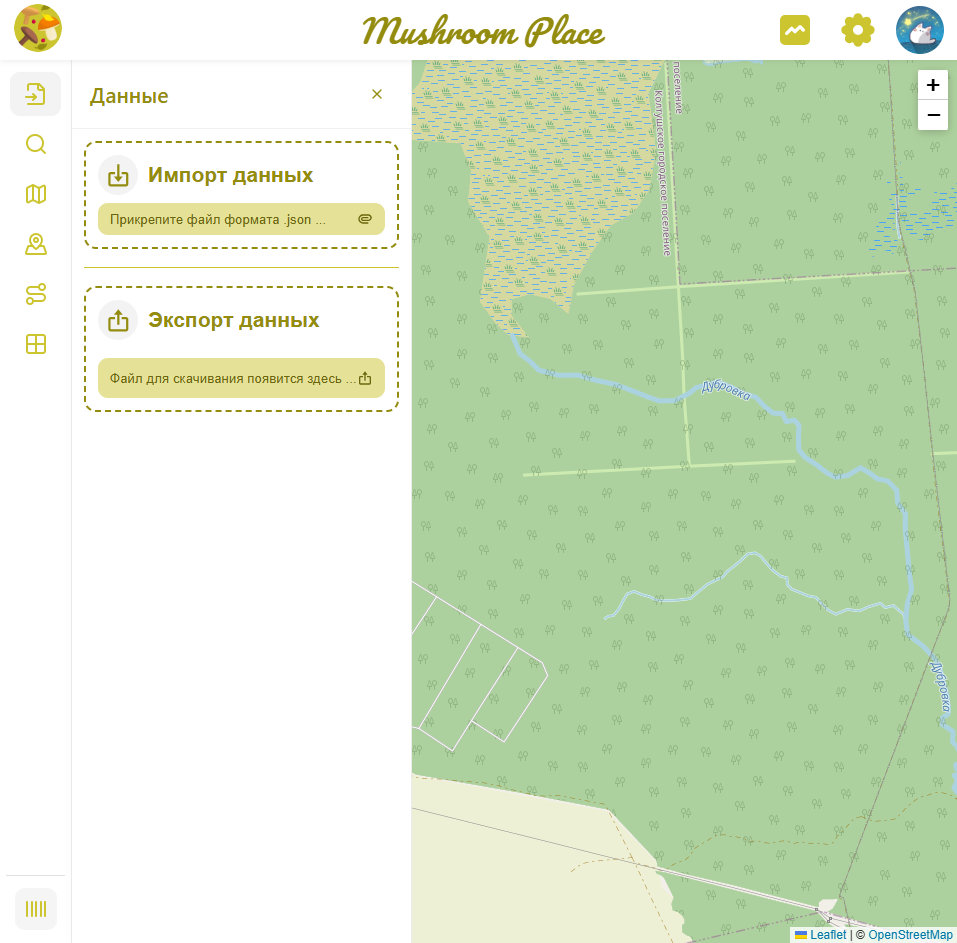 Mushroom Place
Данные
Импорт данных
Прикрепите файл формата .json ...
Экспорт данных
Файл для скачивания появится здесь ...
поселение
Колтушское городское поселение
Дубровка
Дубровка
+
−
Leaflet | © OpenStreetMap